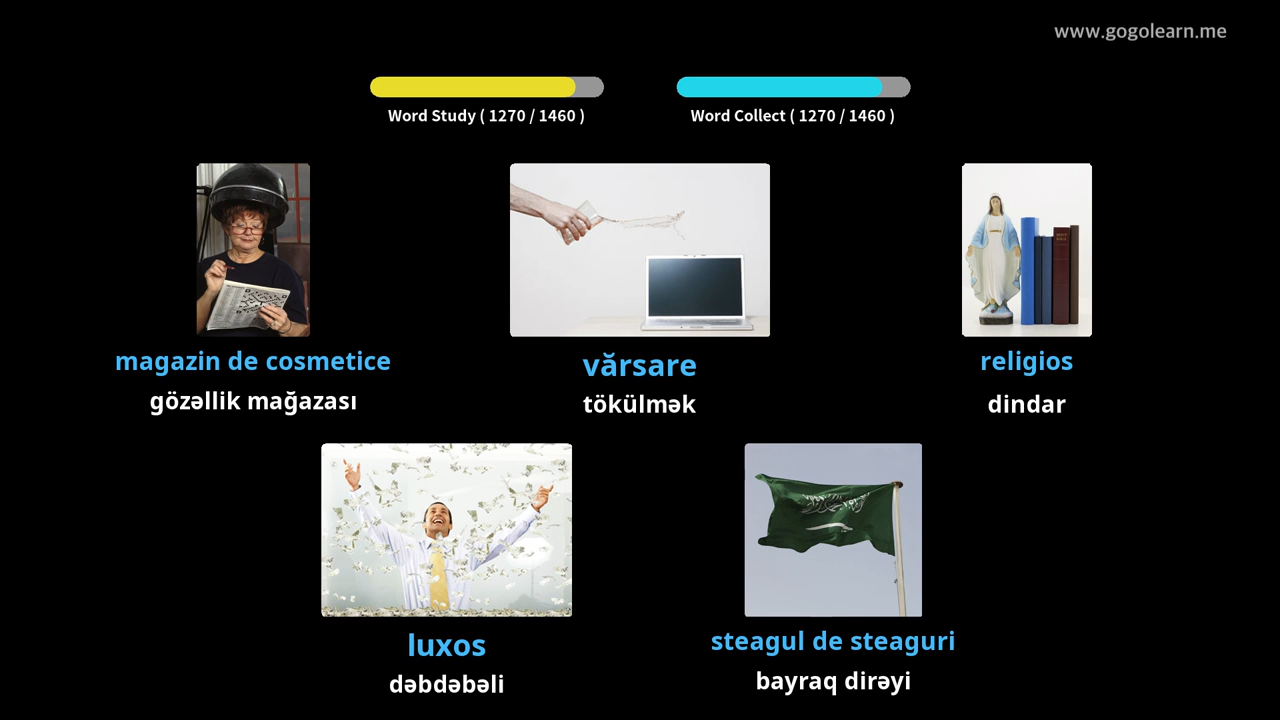 www.gogolearn.me
Word Study ( 1270 / 1460 )
Word Collect ( 1270 / 1460 )
magazin de cosmetice
gözəllik mağazası
vărsare
tökülmək
religios
dindar
luxos
dəbdəbəli
steagul de steaguri
bayraq dirəyi